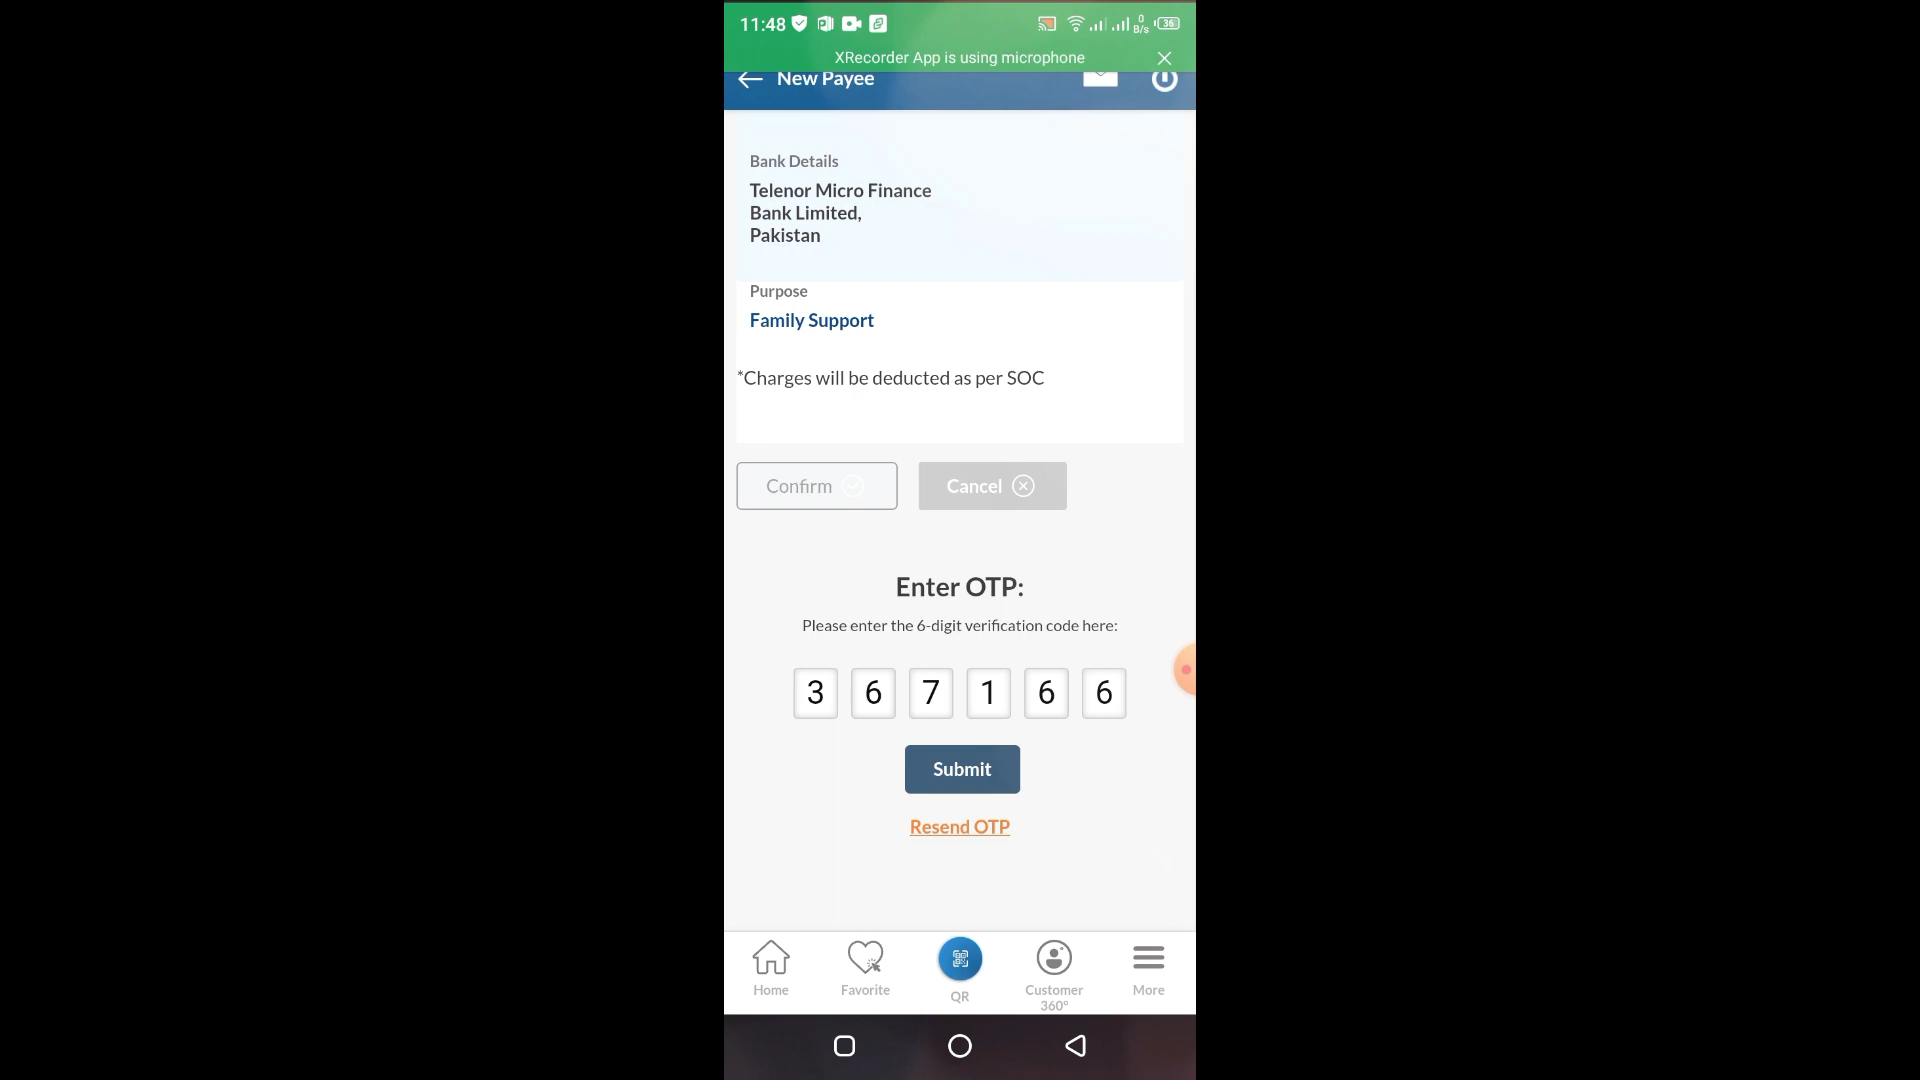 11:48
0
B/s
36
XRecorder App is using microphone
New Payee
Bank Details
Telenor Micro Finance
Bank Limited,
Pakistan
Purpose
Family Support
*Charges will be deducted as per SOC
Confirm
Cancel
Enter OTP:
Please enter the 6-digit verification code here:
3 6 7 1 6 6
Submit
Resend OTP
Home
Favorite
QR
Customer
360°
More